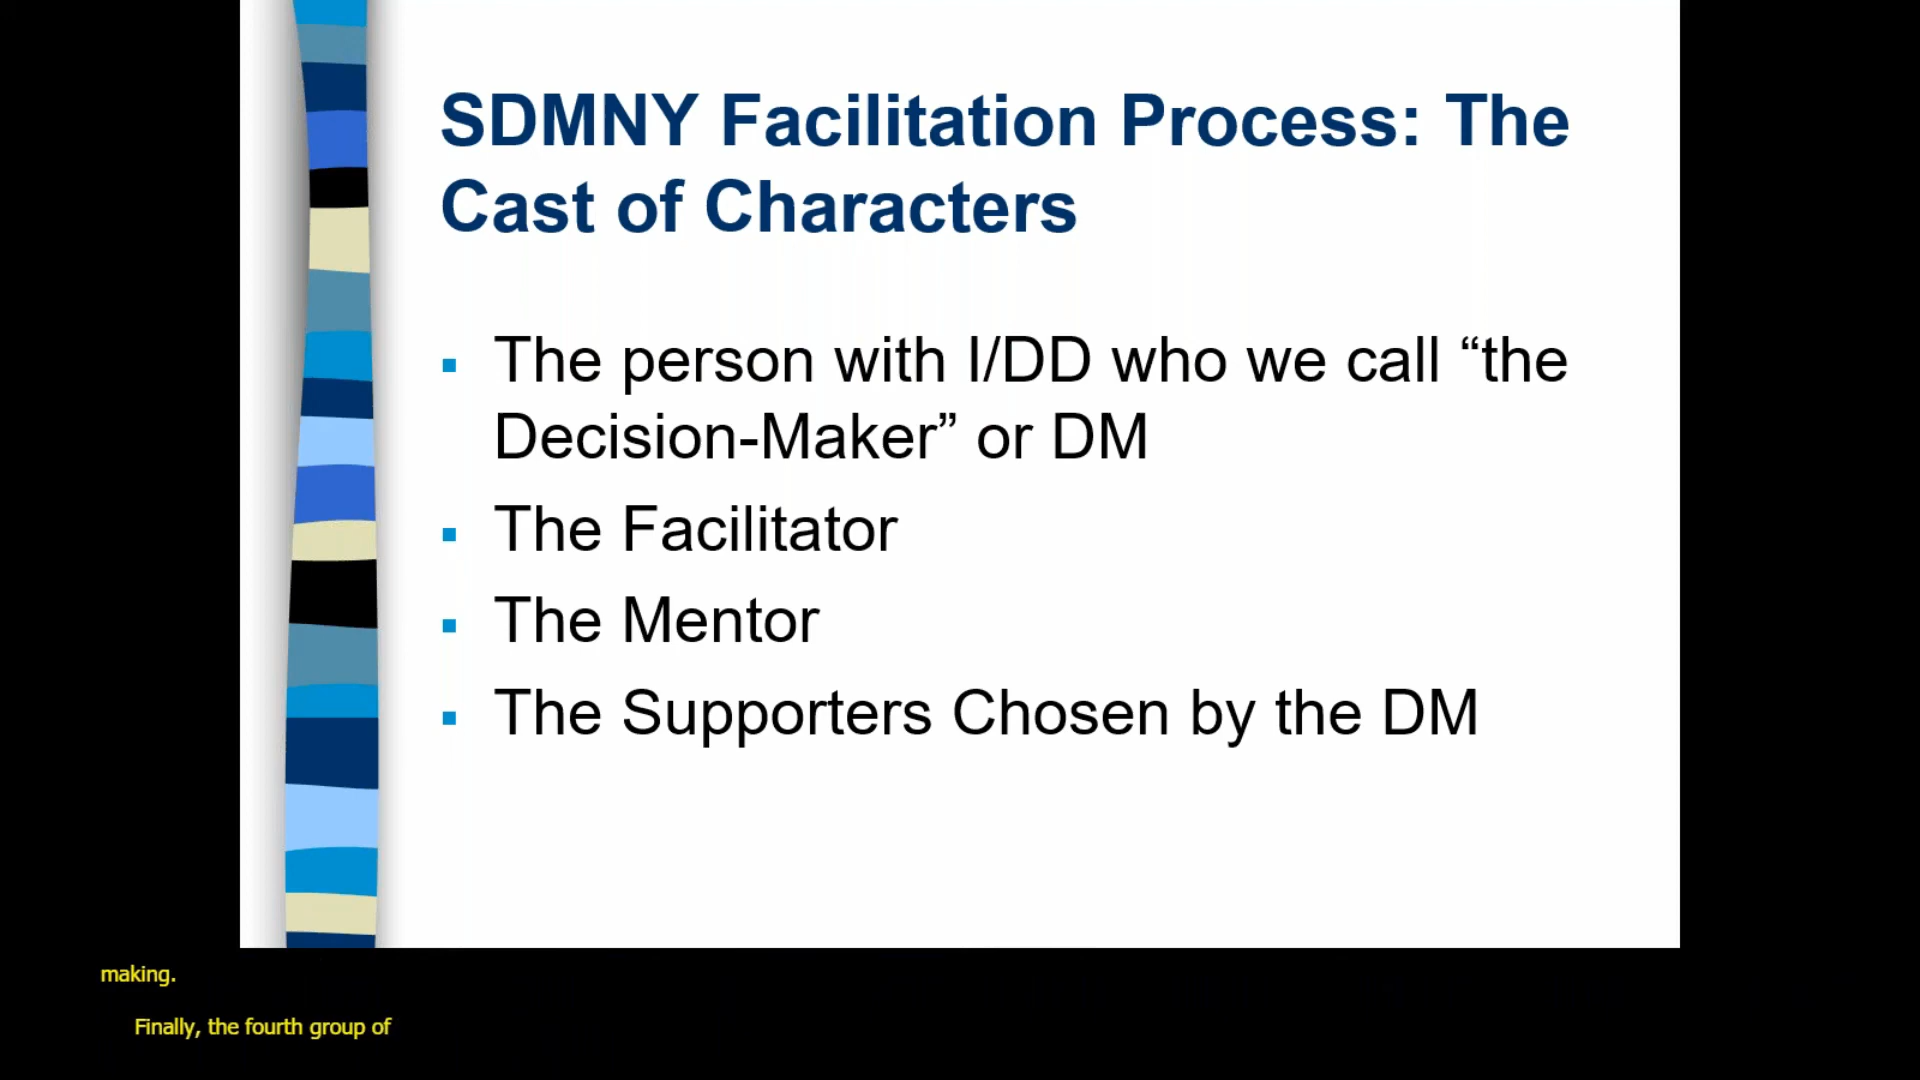 SDMNY Facilitation Process: The
Cast of Characters
▪ The person with I/DD who we call “the
Decision-Maker” or DM
▪ The Facilitator
▪ The Mentor
▪ The Supporters Chosen by the DM
making.
Finally, the fourth group of